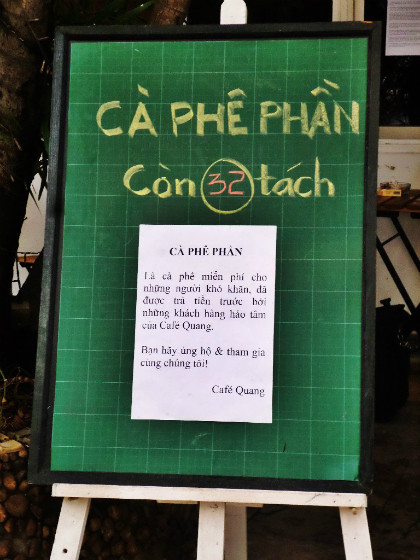 CÀ PHÊ PHẦN
Còn 32 tách
CÀ PHÊ PHẦN
Là cà phê miễn phí cho
những người khó khăn, đã
được trả tiền trước bởi
những khách hàng hảo tâm
của Café Quang.
Bạn hãy ủng hộ & tham gia
cùng chúng tôi!
Café Quang